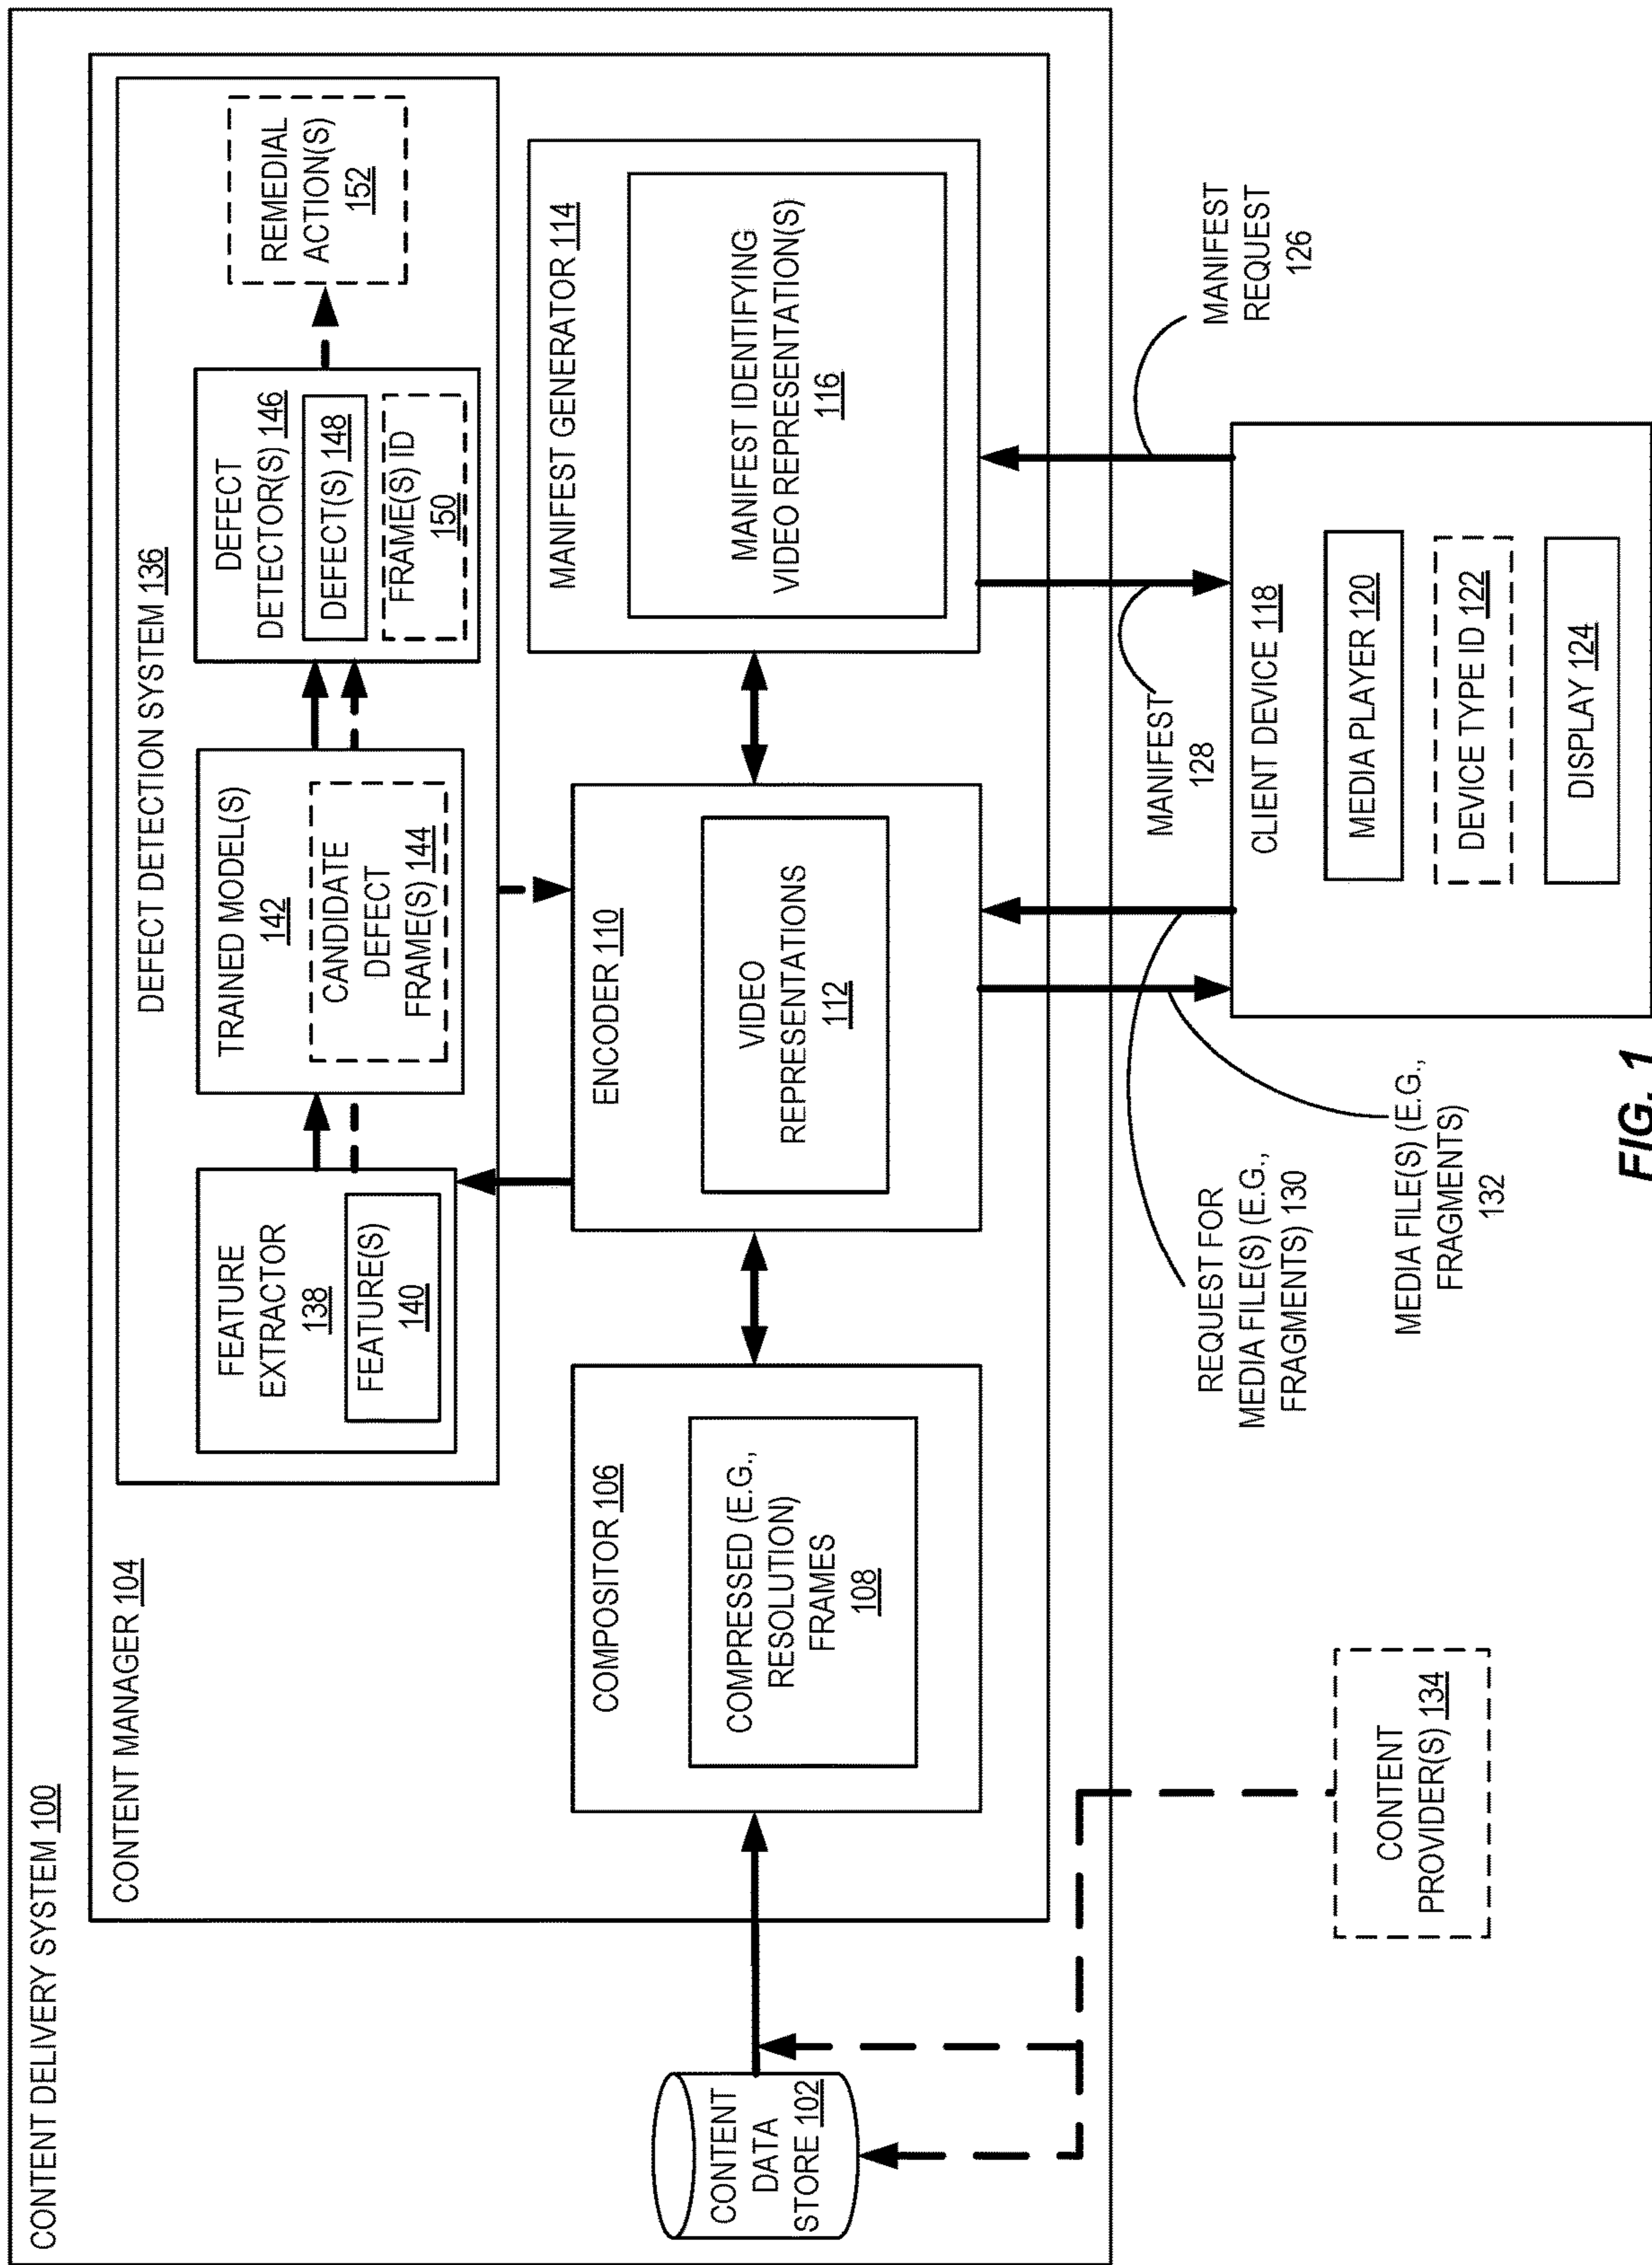 CONTENT DELIVERY SYSTEM 100
CONTENT MANAGER 104
DEFECT DETECTION SYSTEM 136
FEATURE
EXTRACTOR
138
FEATURE(S)
140
TRAINED MODEL(S)
142
CANDIDATE
DEFECT
FRAME(S) 144
DEFECT
DETECTOR(S) 146
DEFECT(S) 148
FRAME(S) ID
150
REMEDIAL
ACTION(S)
152
CONTENT
DATA
STORE 102
COMPOSITOR 106
COMPRESSED (E.G.,
RESOLUTION)
FRAMES
108
ENCODER 110
VIDEO
REPRESENTATIONS
112
MANIFEST GENERATOR 114
MANIFEST IDENTIFYING
VIDEO REPRESENTATION(S)
116
REQUEST FOR
MEDIA FILE(S) (E.G.,
FRAGMENTS) 130
MEDIA FILE(S) (E.G.,
FRAGMENTS)
132
MANIFEST
128
MANIFEST
REQUEST
126
CONTENT
PROVIDER(S) 134
CLIENT DEVICE 118
MEDIA PLAYER 120
DEVICE TYPE ID 122
DISPLAY 124
FIG. 1